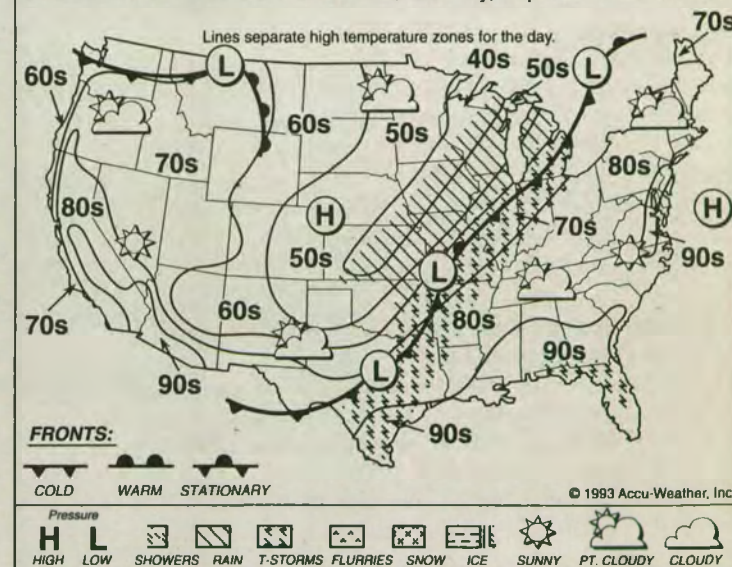 Lines separate high temperature zones for the day.
70s
60s
L
40s
50s
L
60s
50s
70s
80s
80s
H
70s
H
50s
90s
L
60s
80s
70s
90s
90s
L
90s
FRONTS:
COLD WARM STATIONARY
© 1993 Accu-Weather, Inc
Pressure
H L
HIGH LOW SHOWERS RAIN T-STORMS FLURRIES SNOW ICE SUNNY PT. CLOUDY CLOUDY